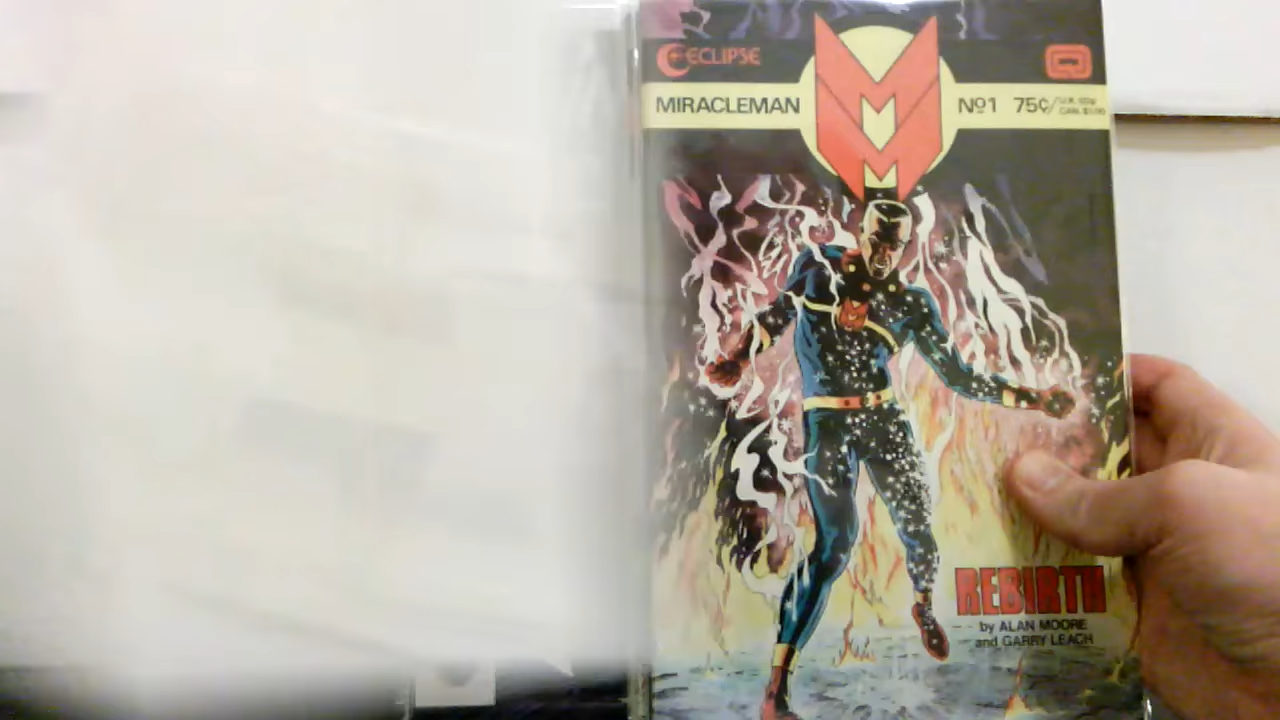 ECLIPSE
MIRACLEMAN
Nº1 75¢/
REBIRTH
by ALAN MOORE
and GARRY LEACH